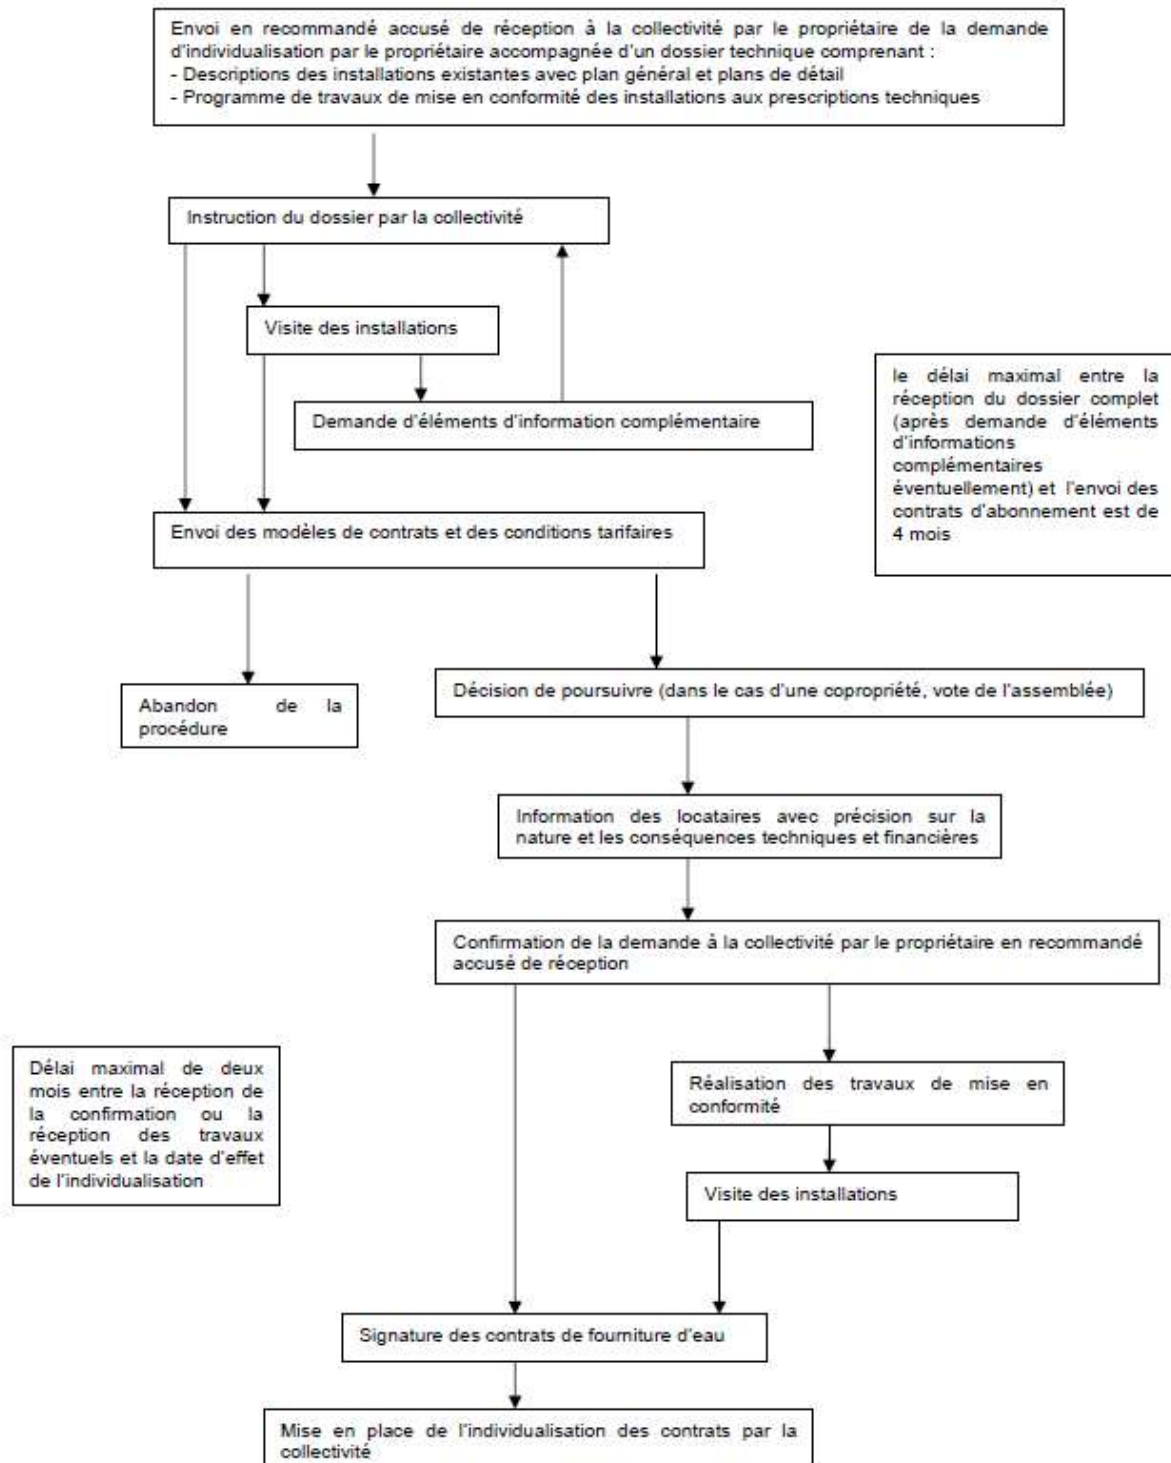 Envoi en recommandé accusé de réception à la collectivité par le propriétaire de la demande
d'individualisation par le propriétaire accompagnée d'un dossier technique comprenant :
- Descriptions des installations existantes avec plan général et plans de détail
- Programme de travaux de mise en conformité des installations aux prescriptions techniques
Instruction du dossier par la collectivité
Visite des installations
Demande d'éléments d'information complémentaire
le délai maximal entre la
réception du dossier complet
(après demande d'éléments
d'informations
complémentaires
éventuellement) et l'envoi des
contrats d'abonnement est de
4 mois
Envoi des modèles de contrats et des conditions tarifaires
Abandon de la
procédure
Décision de poursuivre (dans le cas d'une copropriété, vote de l'assemblée)
Information des locataires avec précision sur la
nature et les conséquences techniques et financières
Confirmation de la demande à la collectivité par le propriétaire en recommandé
accusé de réception
Délai maximal de deux
mois entre la réception de
la confirmation ou la
réception des travaux
éventuels et la date d'effet
de l'individualisation
Réalisation des travaux de mise en
conformité
Visite des installations
Signature des contrats de fourniture d'eau
Mise en place de l'individualisation des contrats par la
collectivité